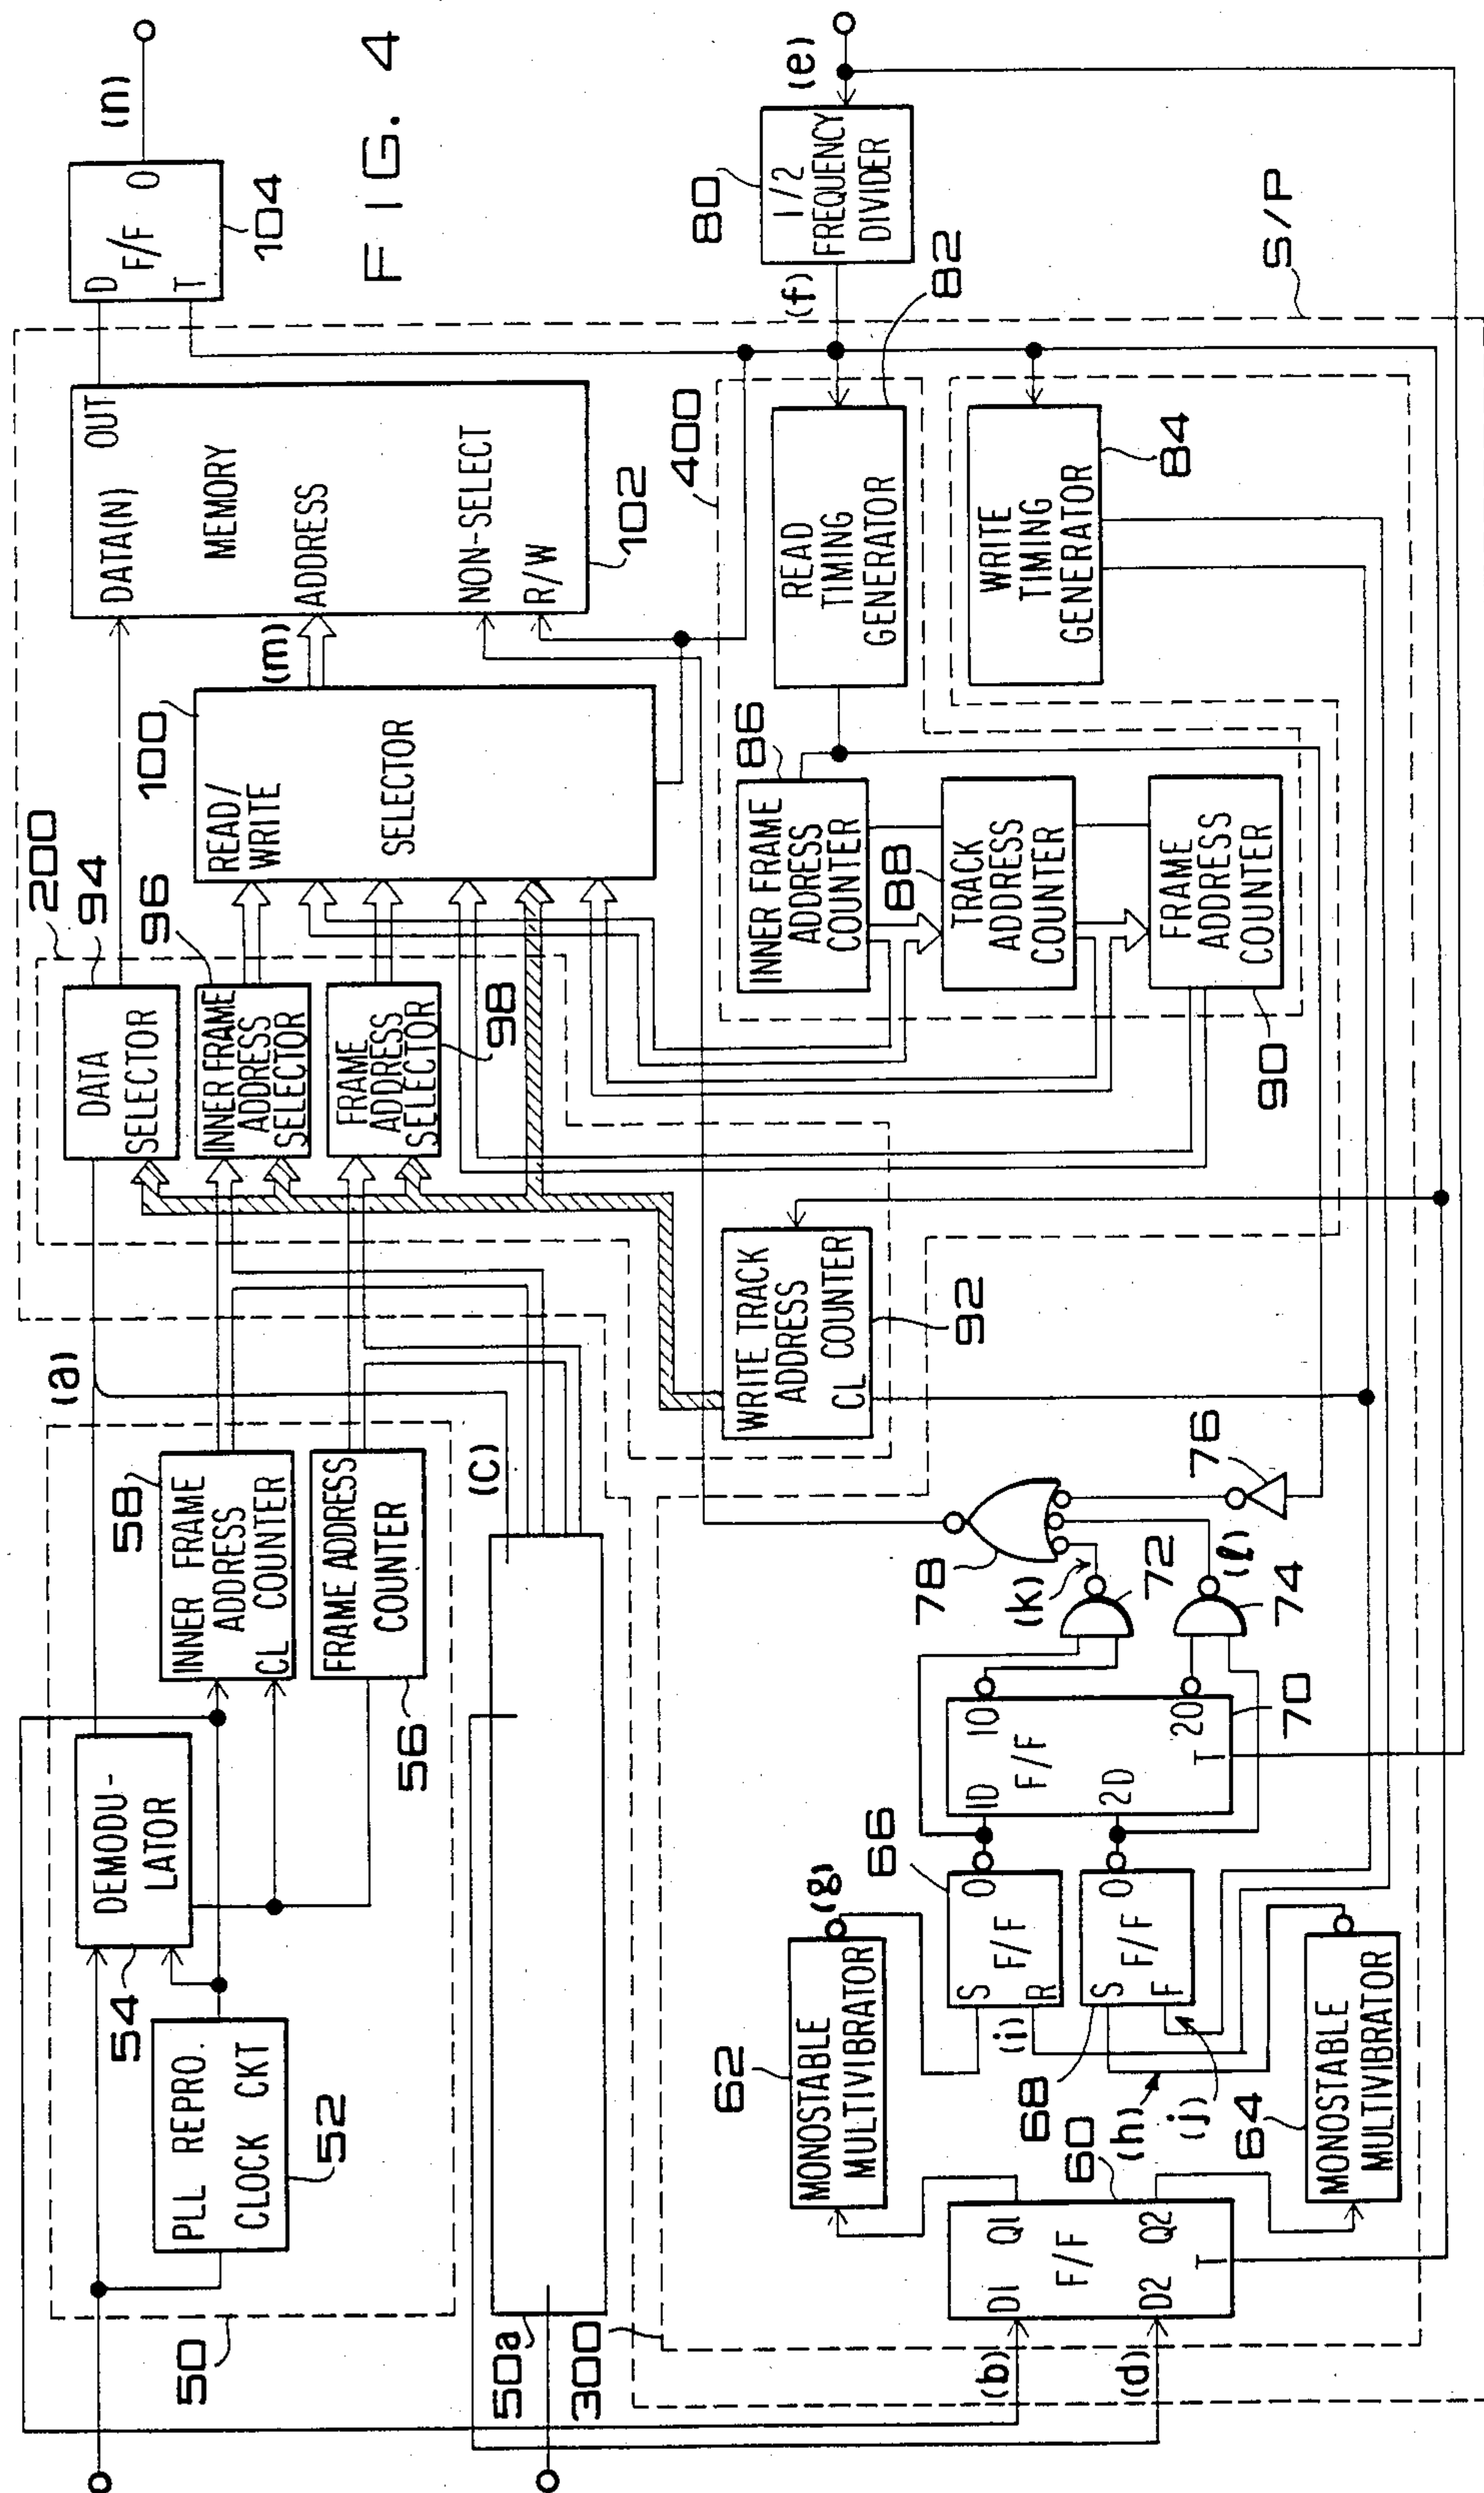 F I G. 4
(n)
D
F/F
O
T
104
(e)
80
1/2
FREQUENCY
DIVIDER
(f)
82
S/P
OUT
DATA(N)
MEMORY
ADDRESS
NON-SELECT
R/W
102
400
READ
TIMING
GENERATOR
WRITE
TIMING
GENERATOR
84
(m)
100
READ/
WRITE
SELECTOR
86
INNER FRAME
ADDRESS
COUNTER
88
TRACK
ADDRESS
COUNTER
FRAME
ADDRESS
COUNTER
90
200
94
96
DATA
SELECTOR
INNER FRAME
ADDRESS
SELECTOR
FRAME
ADDRESS
SELECTOR
98
WRITE TRACK
ADDRESS
CL COUNTER
92
(a)
58
INNER FRAME
ADDRESS
CL COUNTER
FRAME ADDRESS
COUNTER
56
(c)
DEMODU-
LATOR
54
PLL REPRO.
CLOCK CKT
52
50
50a
300
78
76
(k)
72
(ℓ)
74
1D
1O
F/F
2D
2O
T
70
66
S
O
F/F
R
(i)
S
O
F/F
F
68
(g)
62
MONOSTABLE
MULTIVIBRATOR
(h)
(j)
64
MONOSTABLE
MULTIVIBRATOR
60
D1
Q1
F/F
D2
Q2
T
(b)
(d)